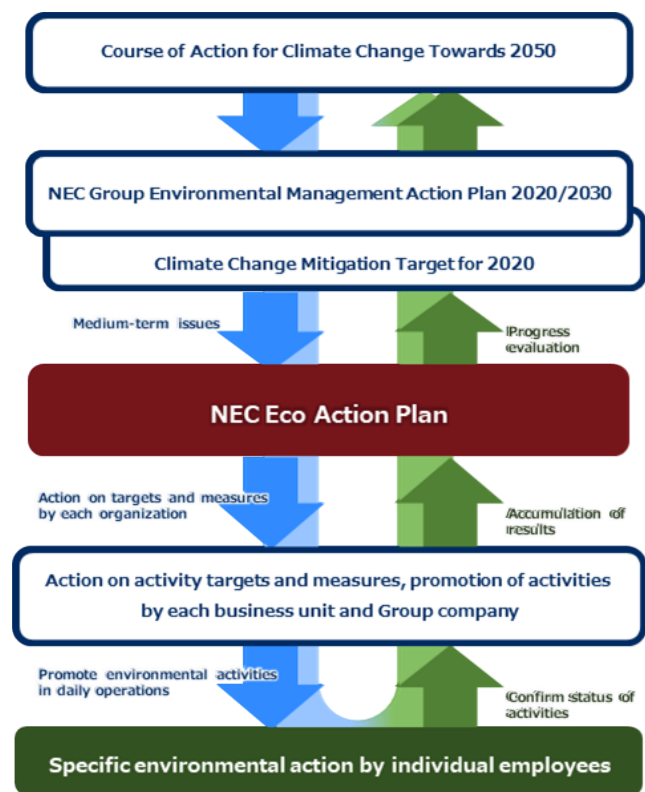 Course of Action for Climate Change Towards 2050
NEC Group Environmental Management Action Plan 2020/2030
Climate Change Mitigation Target for 2020
Medium-term issues
Progress
evaluation
NEC Eco Action Plan
Action on targets and measures
by each organization
Accumulation of
results
Action on activity targets and measures, promotion of activities
by each business unit and Group company
Promote environmental activities
in daily operations
Confirm status of
activities
Specific environmental action by individual employees